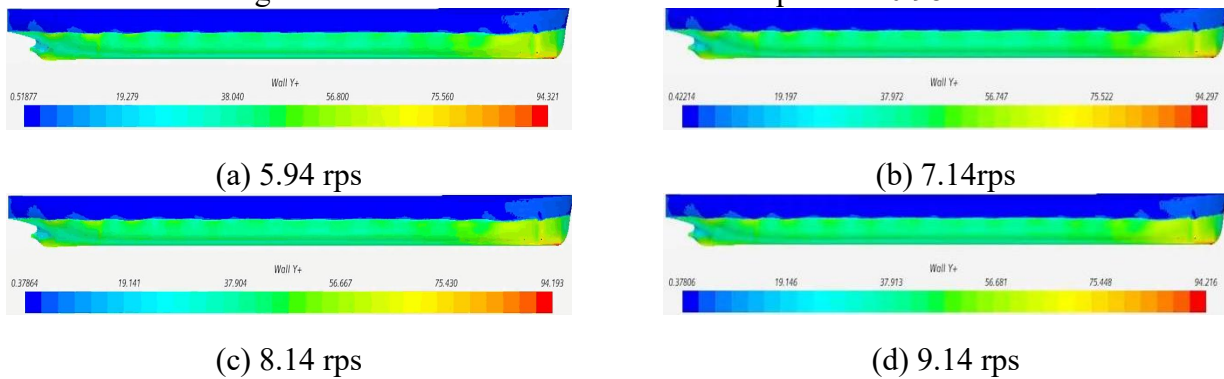 Wall Y+
0.51877 19.279 38.040 56.800 75.560 94.321
(a) 5.94 rps
Wall Y+
0.42214 19.197 37.972 56.747 75.522 94.297
(b) 7.14rps
Wall Y+
0.37864 19.141 37.904 56.667 75.430 94.193
(c) 8.14 rps
Wall Y+
0.37806 19.146 37.913 56.681 75.448 94.216
(d) 9.14 rps